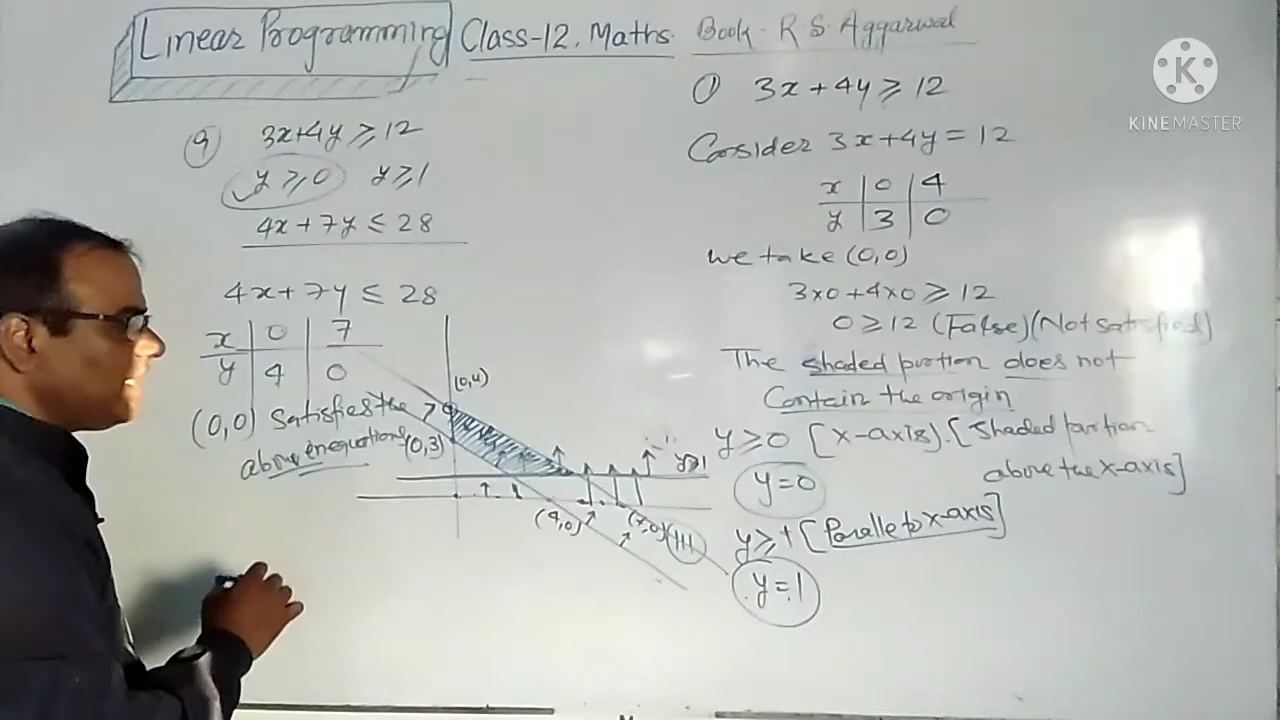 Linear Programming Class-12. Maths. Book - R S. Aggarwal
9 3x+4y ≥ 12
y ≥ 0 y ≥ 1
4x + 7y ≤ 28
4x + 7y ≤ 28
x | 0 | 7
y | 4 | 0
(0,0) Satisfies the
above inequations
(0,4)
(0,3)
y≥1
(4,0)
(7,0)
① 3x + 4y ≥ 12
Consider 3x+4y = 12
x | 0 | 4
y | 3 | 0
we take (0,0)
3x0 + 4x0 ≥ 12
0 ≥ 12 (False) (Not satisfied)
The shaded portion does not
Contain the origin
y ≥ 0 [x-axis]. [Shaded portion
above the x-axis]
y = 0
y ≥ 1 [Paralle to x-axis]
y = 1
KINEMASTER